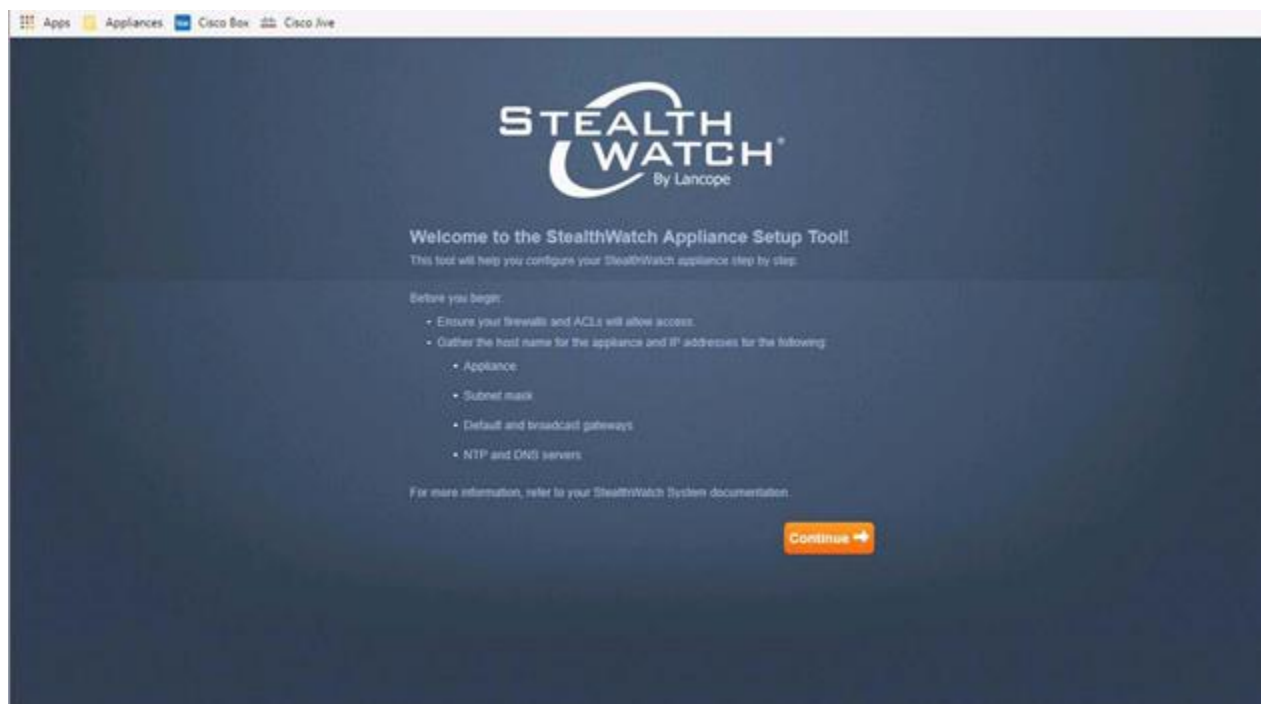 Apps Appliances Cisco Box Cisco Jive
STEALTH
WATCH®
By Lancope
Welcome to the StealthWatch Appliance Setup Tool!
This tool will help you configure your StealthWatch appliance step by step.
Before you begin:
• Ensure your firewalls and ACLs will allow access.
• Gather the host name for the appliance and IP addresses for the following:
• Appliance
• Subnet mask
• Default and broadcast gateways
• NTP and DNS servers
For more information, refer to your StealthWatch System documentation.
Continue